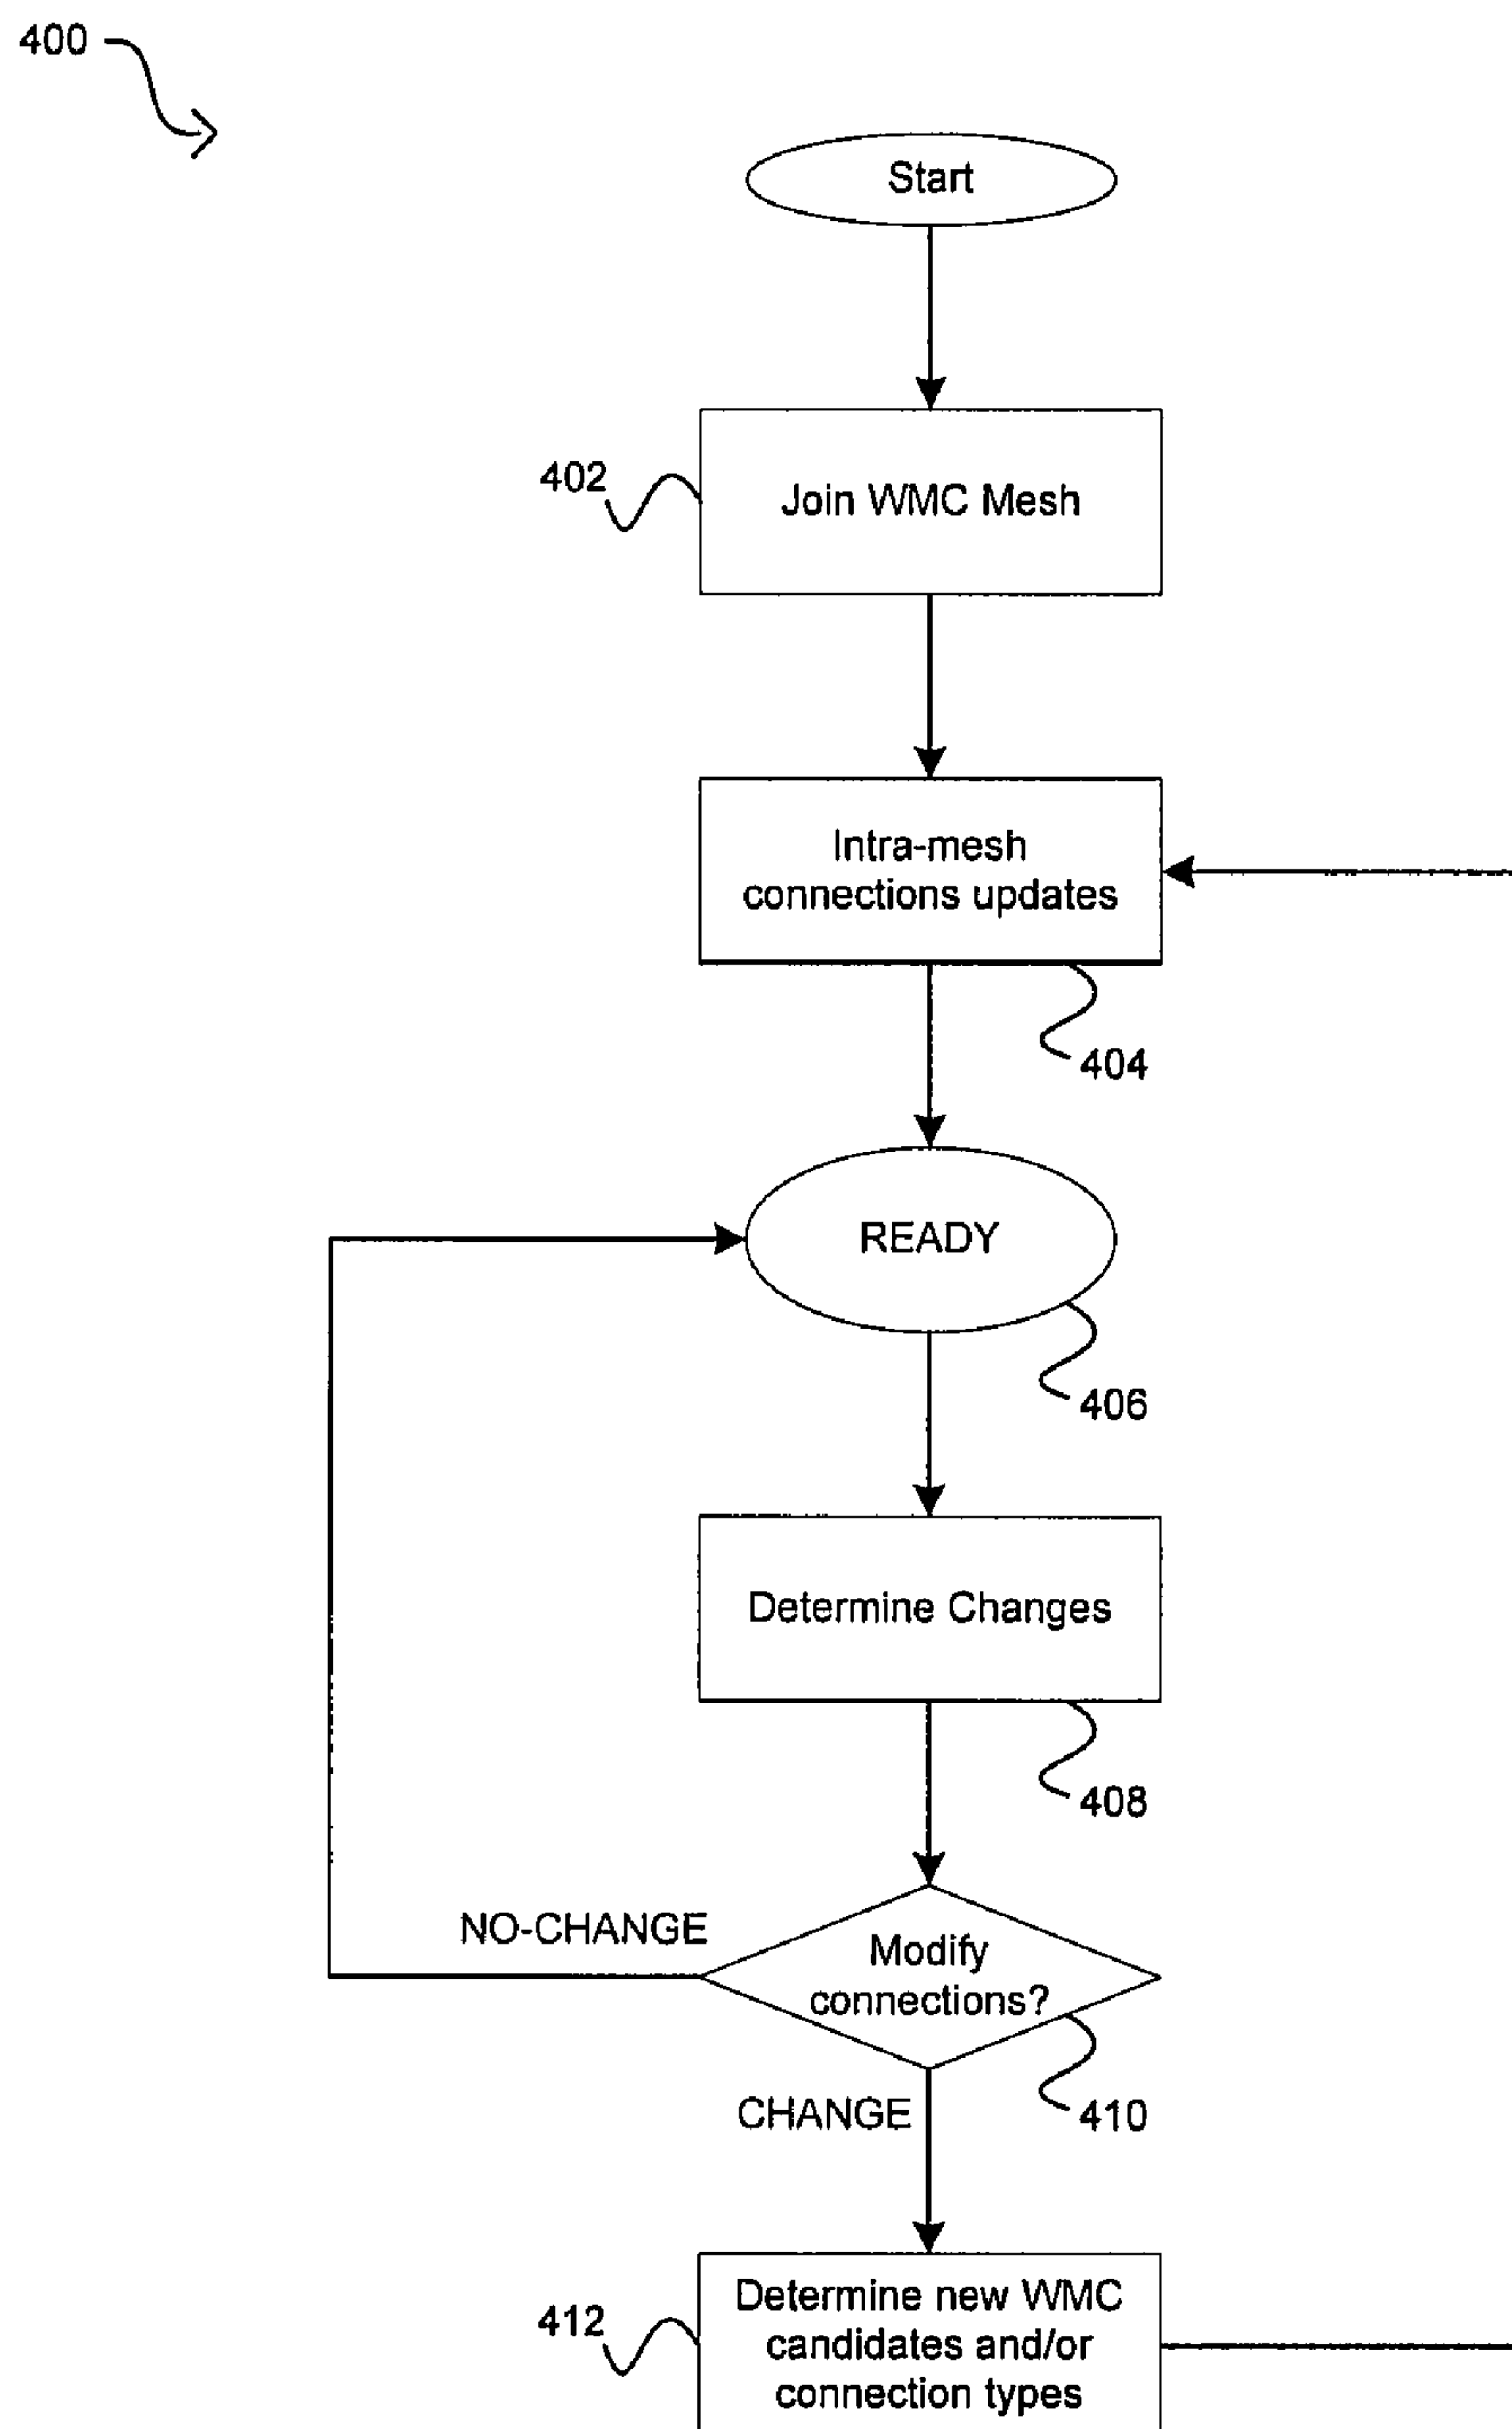 400
Start
402
Join WMC Mesh
Intra-mesh
connections updates
404
READY
406
Determine Changes
408
NO-CHANGE
Modify
connections?
410
CHANGE
412
Determine new WMC
candidates and/or
connection types